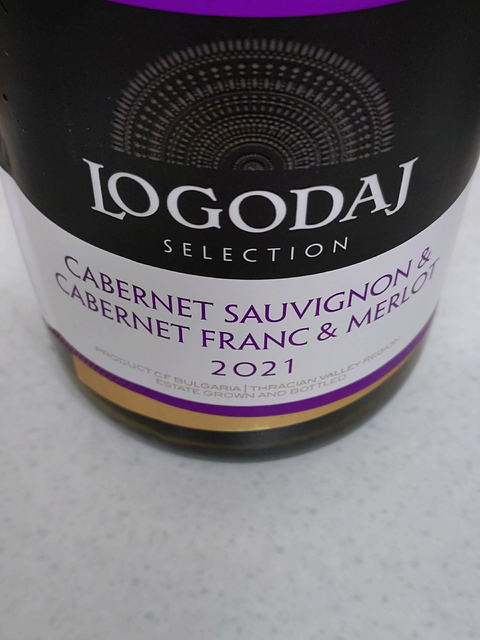 LOGODAJ
SELECTION
CABERNET SAUVIGNON &
CABERNET FRANC & MERLOT
2021
PRODUCT OF BULGARIA | THRACIAN VALLEY REGION
ESTATE GROWN AND BOTTLED